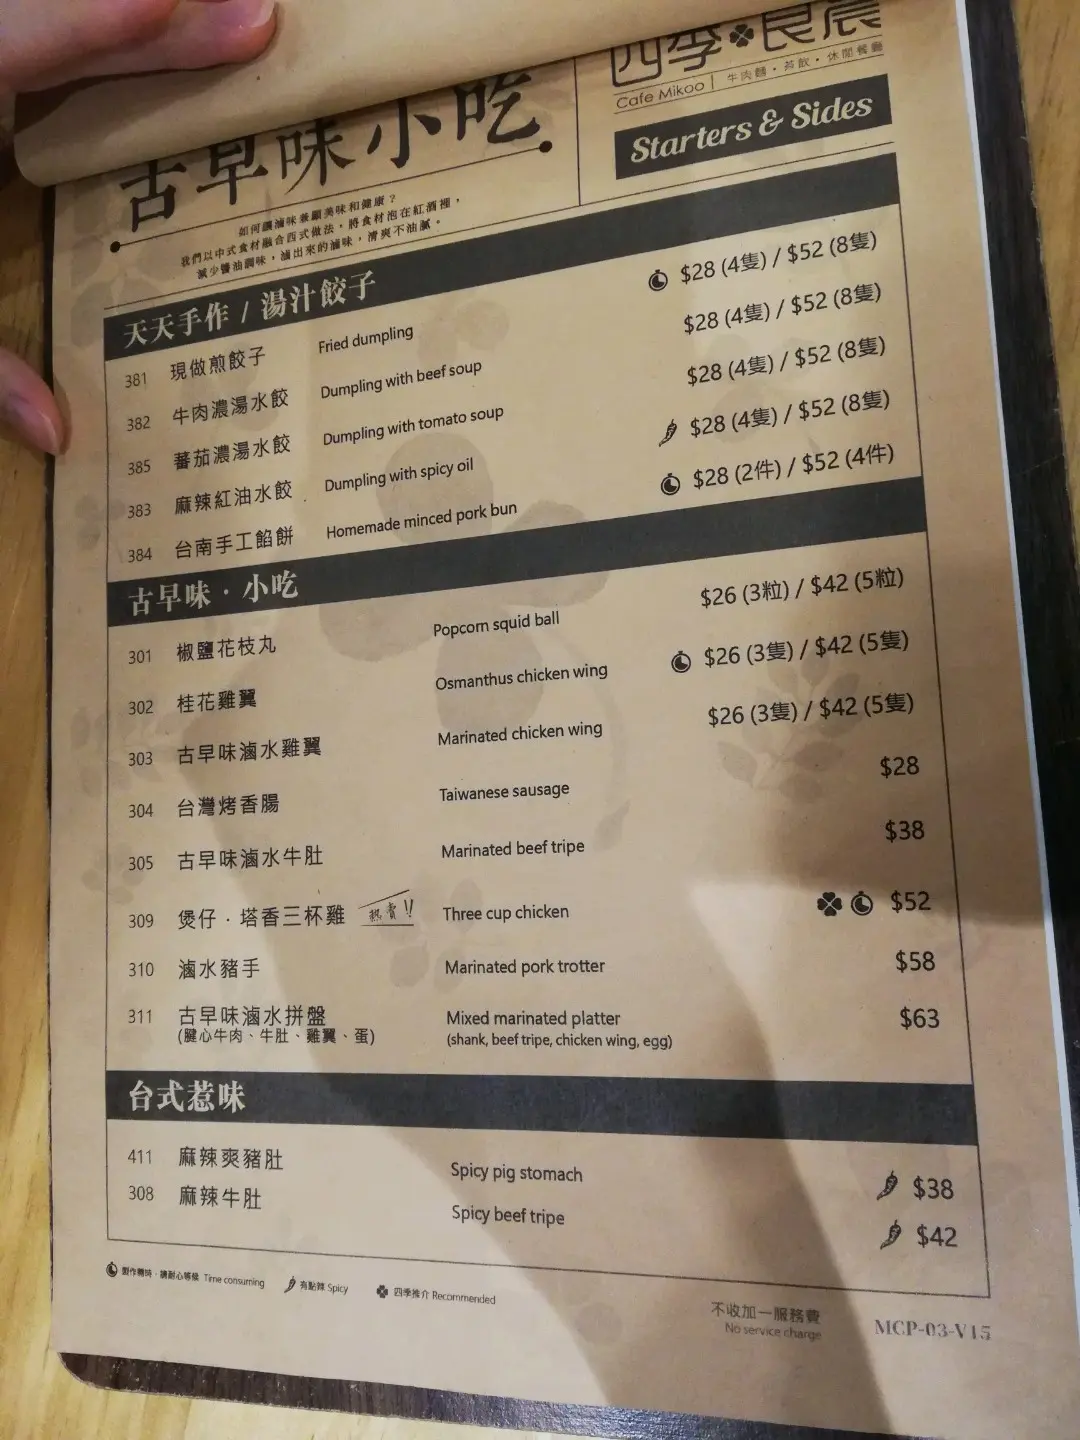 四季良辰
Cafe Mikoo | 牛肉麵・丼飲・休閒餐廳
Starters & Sides
古早味小吃
如何讓滷味兼顧美味和健康？
我們以中式食材融合西式做法，將食材泡在紅酒裡，
減少醬油調味，滷出來的滷味，清爽不油膩。
天天手作 / 湯汁餃子
381 現做煎餃子 Fried dumpling $28 (4隻) / $52 (8隻)
382 牛肉濃湯水餃 Dumpling with beef soup $28 (4隻) / $52 (8隻)
385 蕃茄濃湯水餃 Dumpling with tomato soup $28 (4隻) / $52 (8隻)
383 麻辣紅油水餃 Dumpling with spicy oil $28 (4隻) / $52 (8隻)
384 台南手工餡餅 Homemade minced pork bun $28 (2件) / $52 (4件)
古早味・小吃
301 椒鹽花枝丸 Popcorn squid ball $26 (3粒) / $42 (5粒)
302 桂花雞翼 Osmanthus chicken wing $26 (3隻) / $42 (5隻)
303 古早味滷水雞翼 Marinated chicken wing $26 (3隻) / $42 (5隻)
304 台灣烤香腸 Taiwanese sausage $28
305 古早味滷水牛肚 Marinated beef tripe $38
309 煲仔．塔香三杯雞 熱賣!! Three cup chicken $52
310 滷水豬手 Marinated pork trotter $58
311 古早味滷水拼盤 Mixed marinated platter $63
(腱心牛肉、牛肚、雞翼、蛋) (shank, beef tripe, chicken wing, egg)
台式惹味
411 麻辣爽豬肚 Spicy pig stomach $38
308 麻辣牛肚 Spicy beef tripe $42
製作需時，請耐心等候 Time consuming 有點辣 Spicy 四季推介 Recommended
不收加一服務費
No service charge
MCP-03-V15